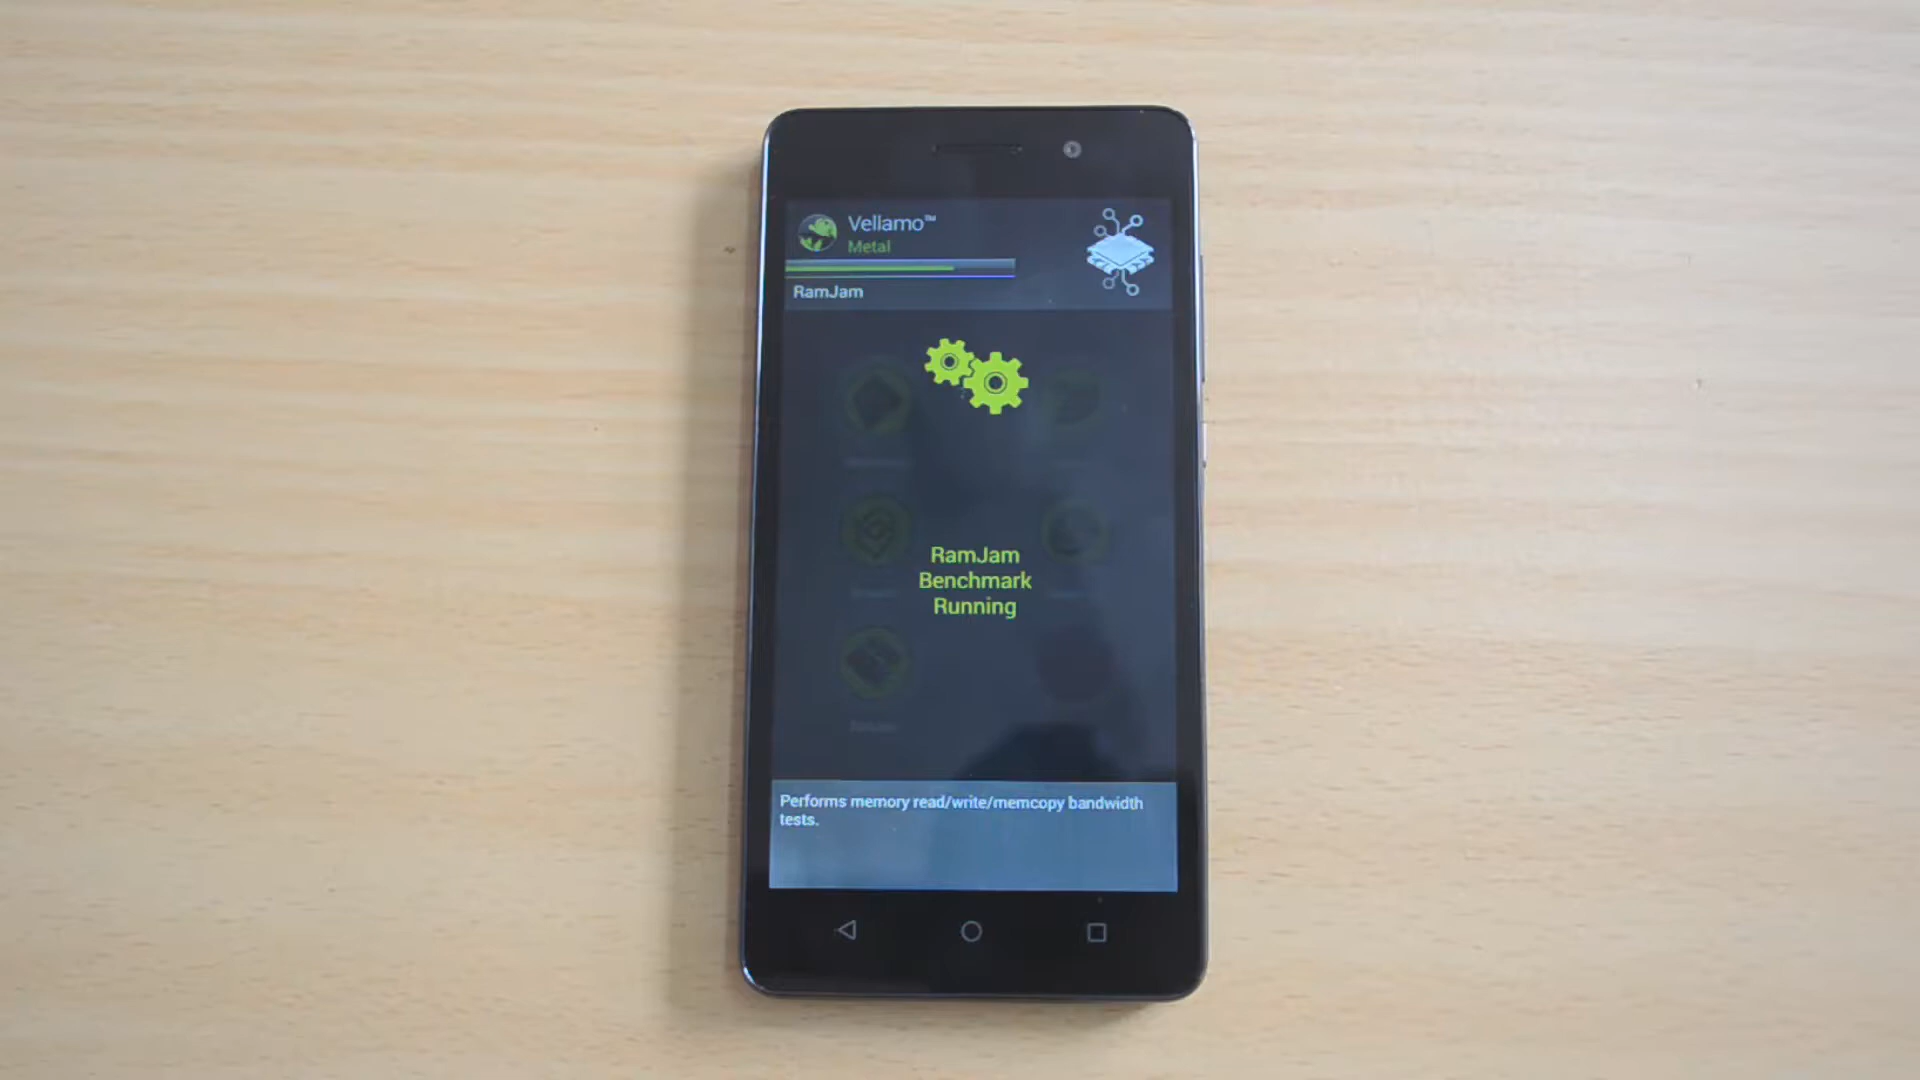 Vellamo™
Metal
RamJam
RamJam
Benchmark
Running
Performs memory read/write/memcopy bandwidth
tests.